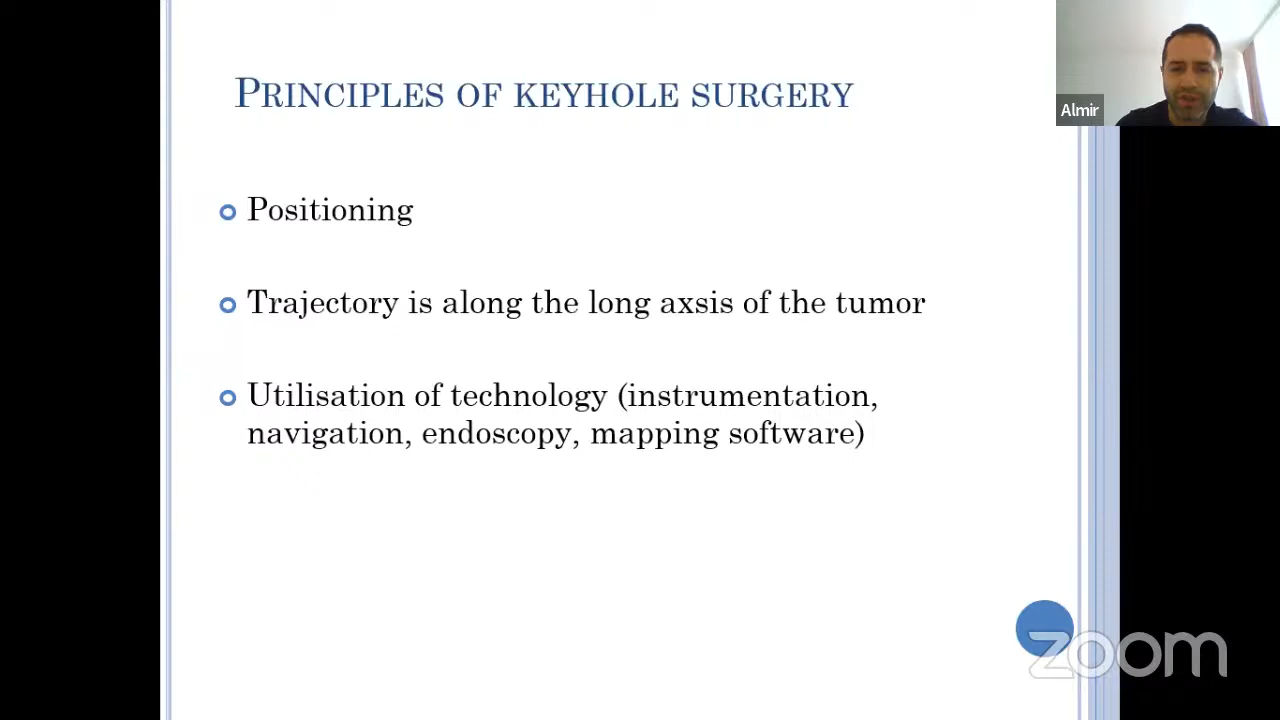 PRINCIPLES OF KEYHOLE SURGERY
Almir
Positioning
Trajectory is along the long axsis of the tumor
Utilisation of technology (instrumentation,
navigation, endoscopy, mapping software)
zoom